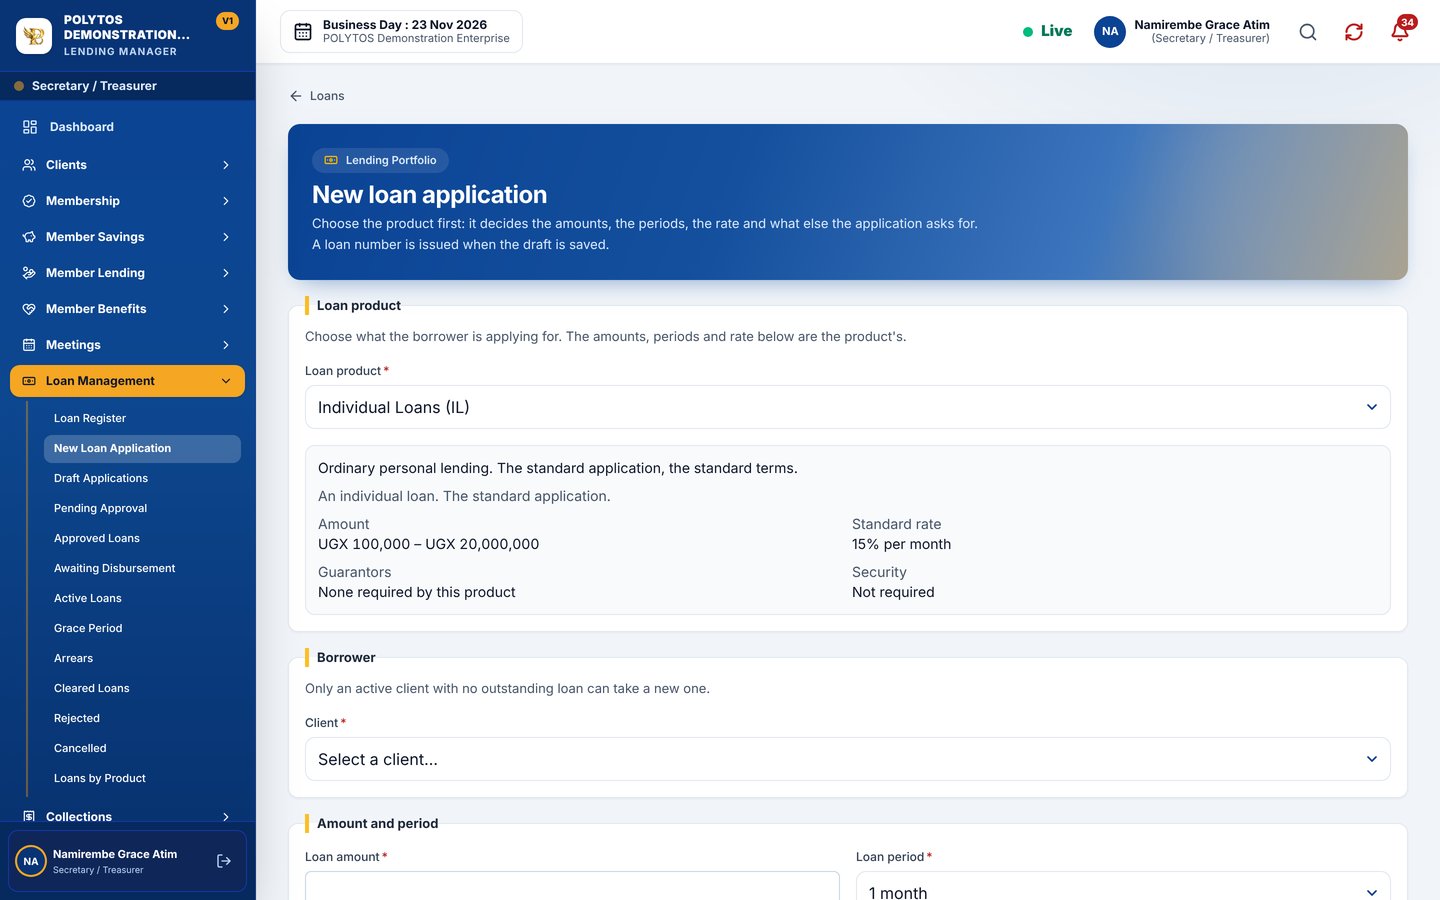 POLYTOS
DEMONSTRATION...
LENDING MANAGER
V1
Secretary / Treasurer
Dashboard
Clients
Membership
Member Savings
Member Lending
Member Benefits
Meetings
Loan Management
Loan Register
New Loan Application
Draft Applications
Pending Approval
Approved Loans
Awaiting Disbursement
Active Loans
Grace Period
Arrears
Cleared Loans
Rejected
Cancelled
Loans by Product
Collections
NA
Namirembe Grace Atim
Secretary / Treasurer
Business Day : 23 Nov 2026
POLYTOS Demonstration Enterprise
Live
NA
Namirembe Grace Atim
(Secretary / Treasurer)
34
Loans
Lending Portfolio
New loan application
Choose the product first: it decides the amounts, the periods, the rate and what else the application asks for.
A loan number is issued when the draft is saved.
Loan product
Choose what the borrower is applying for. The amounts, periods and rate below are the product's.
Loan product *
Individual Loans (IL)
Ordinary personal lending. The standard application, the standard terms.
An individual loan. The standard application.
Amount
UGX 100,000 – UGX 20,000,000
Standard rate
15% per month
Guarantors
None required by this product
Security
Not required
Borrower
Only an active client with no outstanding loan can take a new one.
Client *
Select a client...
Amount and period
Loan amount *
Loan period *
1 month